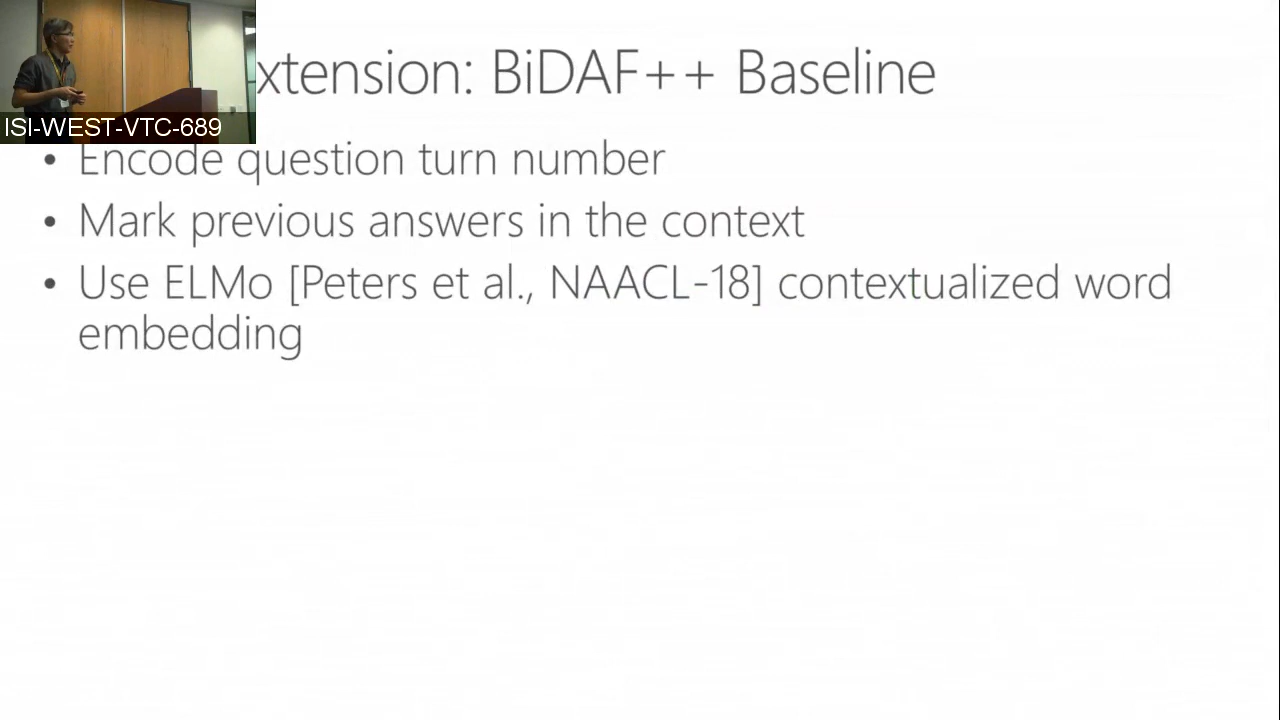 xtension: BiDAF++ Baseline
ISI-WEST-VTC-689
• Encode question turn number
• Mark previous answers in the context
• Use ELMo [Peters et al., NAACL-18] contextualized word
embedding